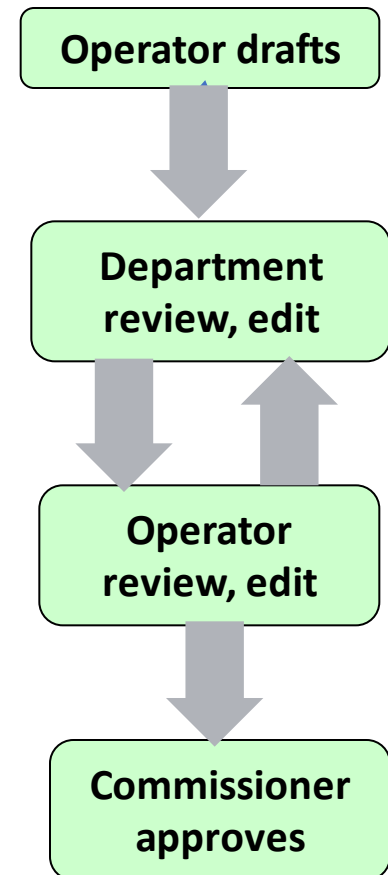 Operator drafts
Department
review, edit
Operator
review, edit
Commissioner
approves